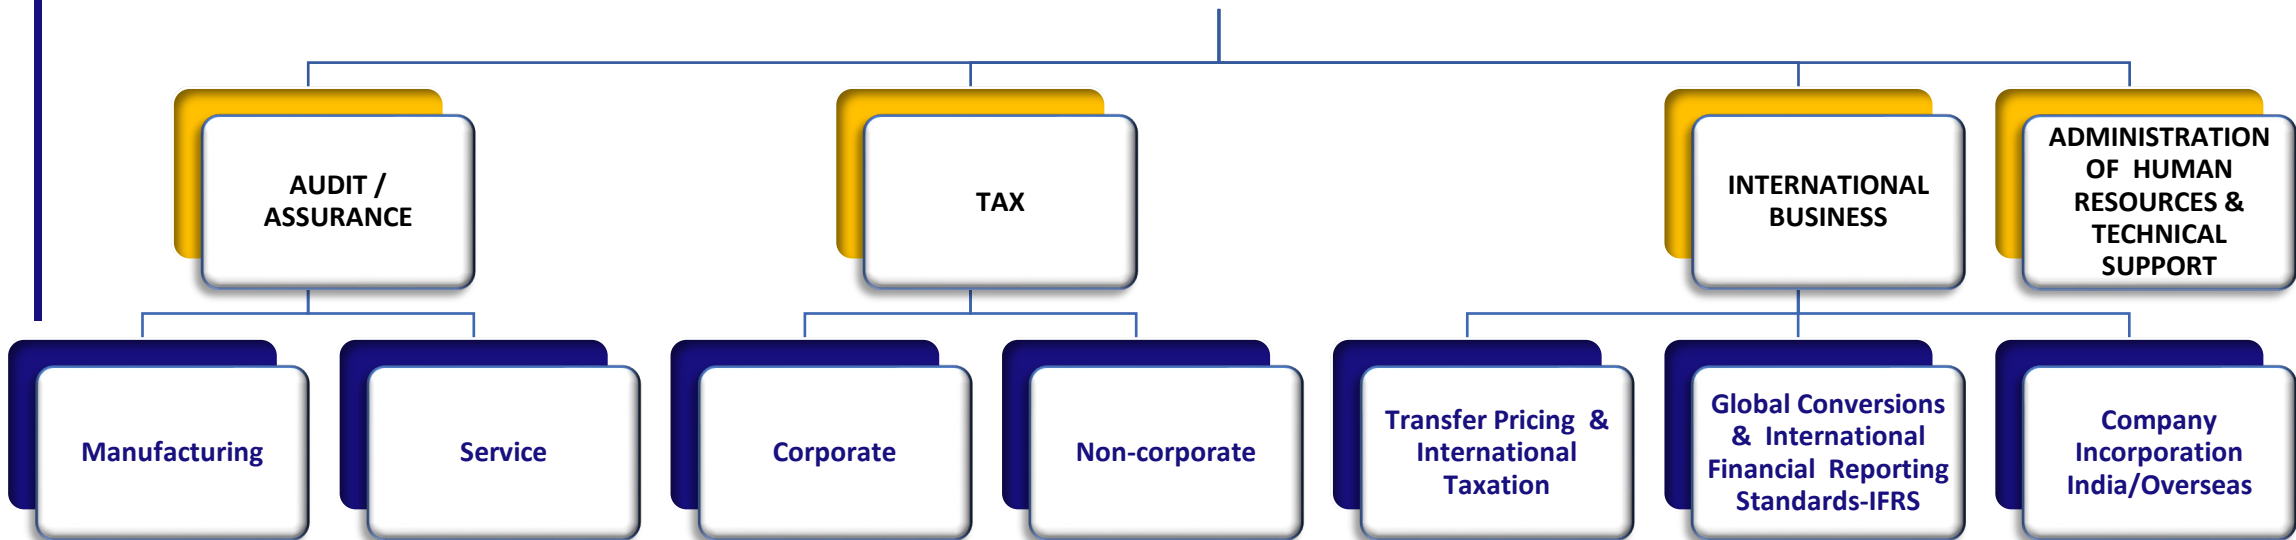 AUDIT /
ASSURANCE
TAX
INTERNATIONAL
BUSINESS
ADMINISTRATION
OF HUMAN
RESOURCES &
TECHNICAL
SUPPORT
Manufacturing
Service
Corporate
Non-corporate
Transfer Pricing &
International
Taxation
Global Conversions
& International
Financial Reporting
Standards-IFRS
Company
Incorporation
India/Overseas